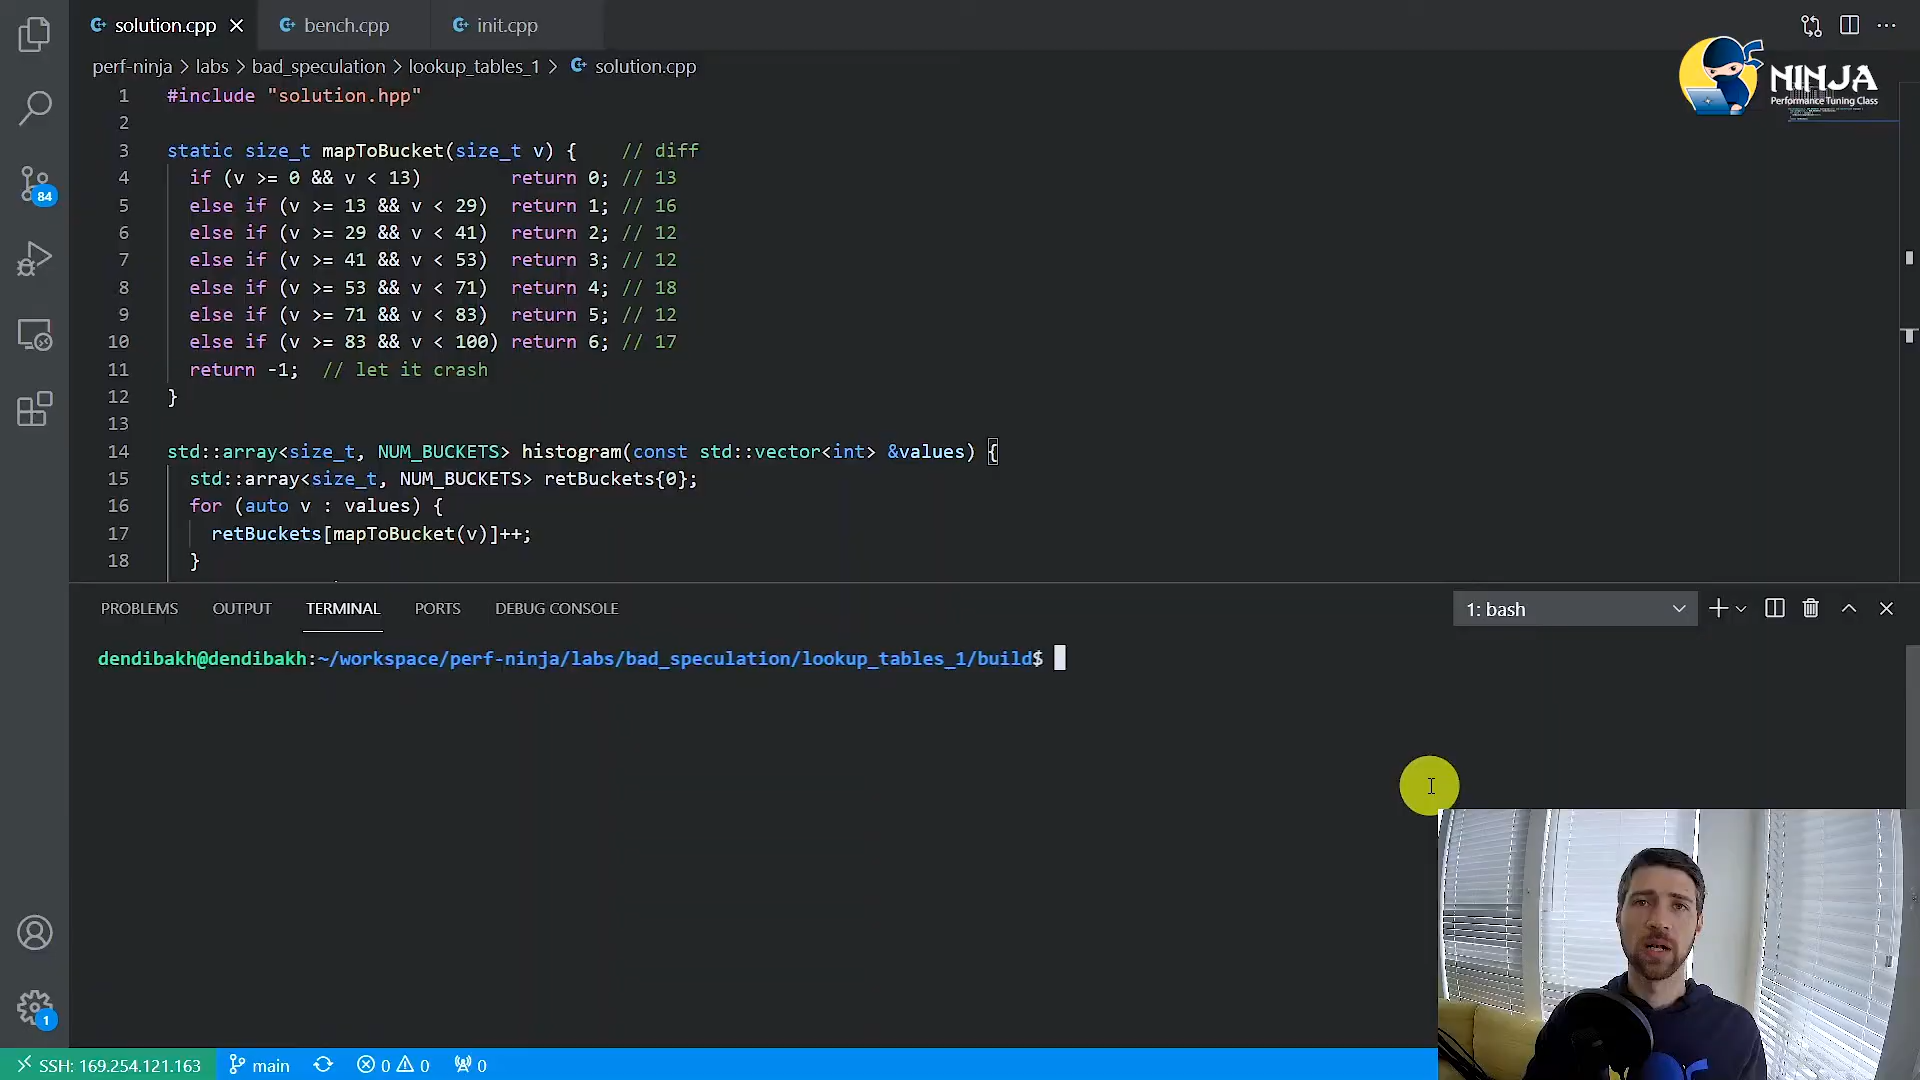 solution.cpp
bench.cpp
init.cpp
perf-ninja > labs > bad_speculation > lookup_tables_1 > solution.cpp
NINJA
Performance Tuning Class
1 #include "solution.hpp"
2
3 static size_t mapToBucket(size_t v) { // diff
4 if (v >= 0 && v < 13) return 0; // 13
5 else if (v >= 13 && v < 29) return 1; // 16
6 else if (v >= 29 && v < 41) return 2; // 12
7 else if (v >= 41 && v < 53) return 3; // 12
8 else if (v >= 53 && v < 71) return 4; // 18
9 else if (v >= 71 && v < 83) return 5; // 12
10 else if (v >= 83 && v < 100) return 6; // 17
11 return -1; // let it crash
12 }
13
14 std::array<size_t, NUM_BUCKETS> histogram(const std::vector<int> &values) {
15 std::array<size_t, NUM_BUCKETS> retBuckets{0};
16 for (auto v : values) {
17 retBuckets[mapToBucket(v)]++;
18 }
84
PROBLEMS OUTPUT TERMINAL PORTS DEBUG CONSOLE
1: bash
dendibakh@dendibakh:~/workspace/perf-ninja/labs/bad_speculation/lookup_tables_1/build$
1
SSH: 169.254.121.163 main 0 0 0